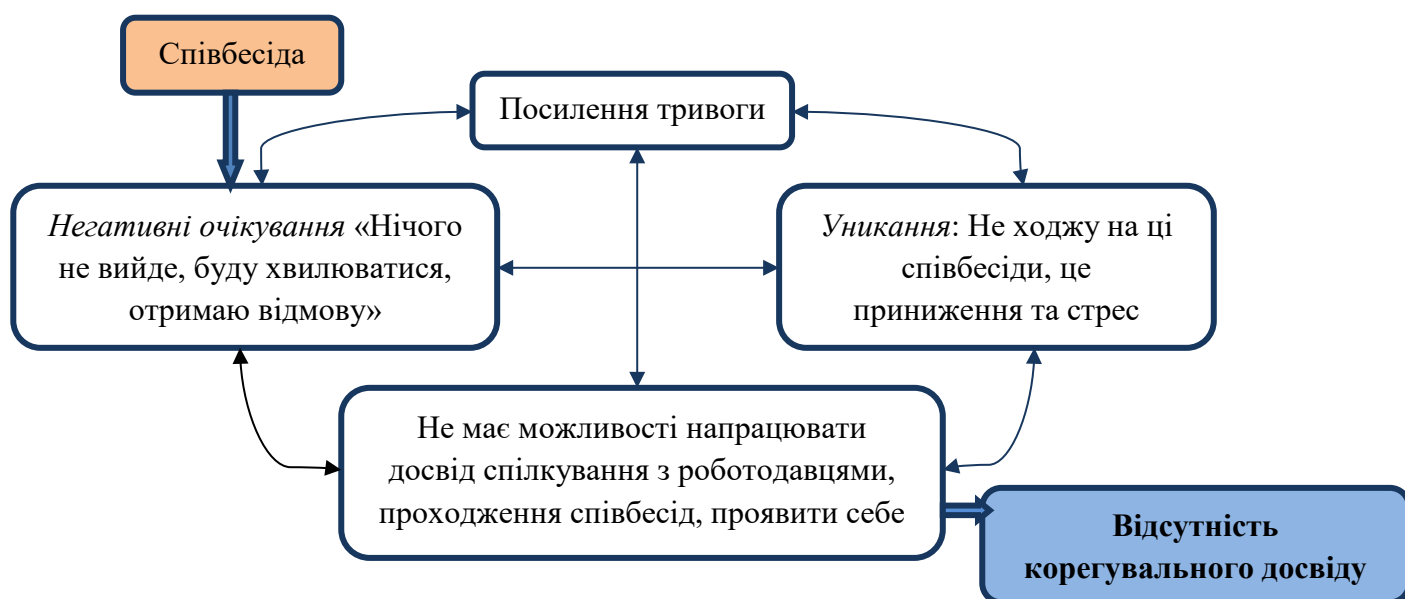 Співбесіда
Посилення тривоги
Негативні очікування «Нічого
не вийде, буду хвилюватися,
отримаю відмову»
Уникання: Не ходжу на ці
співбесіди, це
приниження та стрес
Не має можливості напрацювати
досвід спілкування з роботодавцями,
проходження співбесід, проявити себе
Відсутність
корегувального досвіду